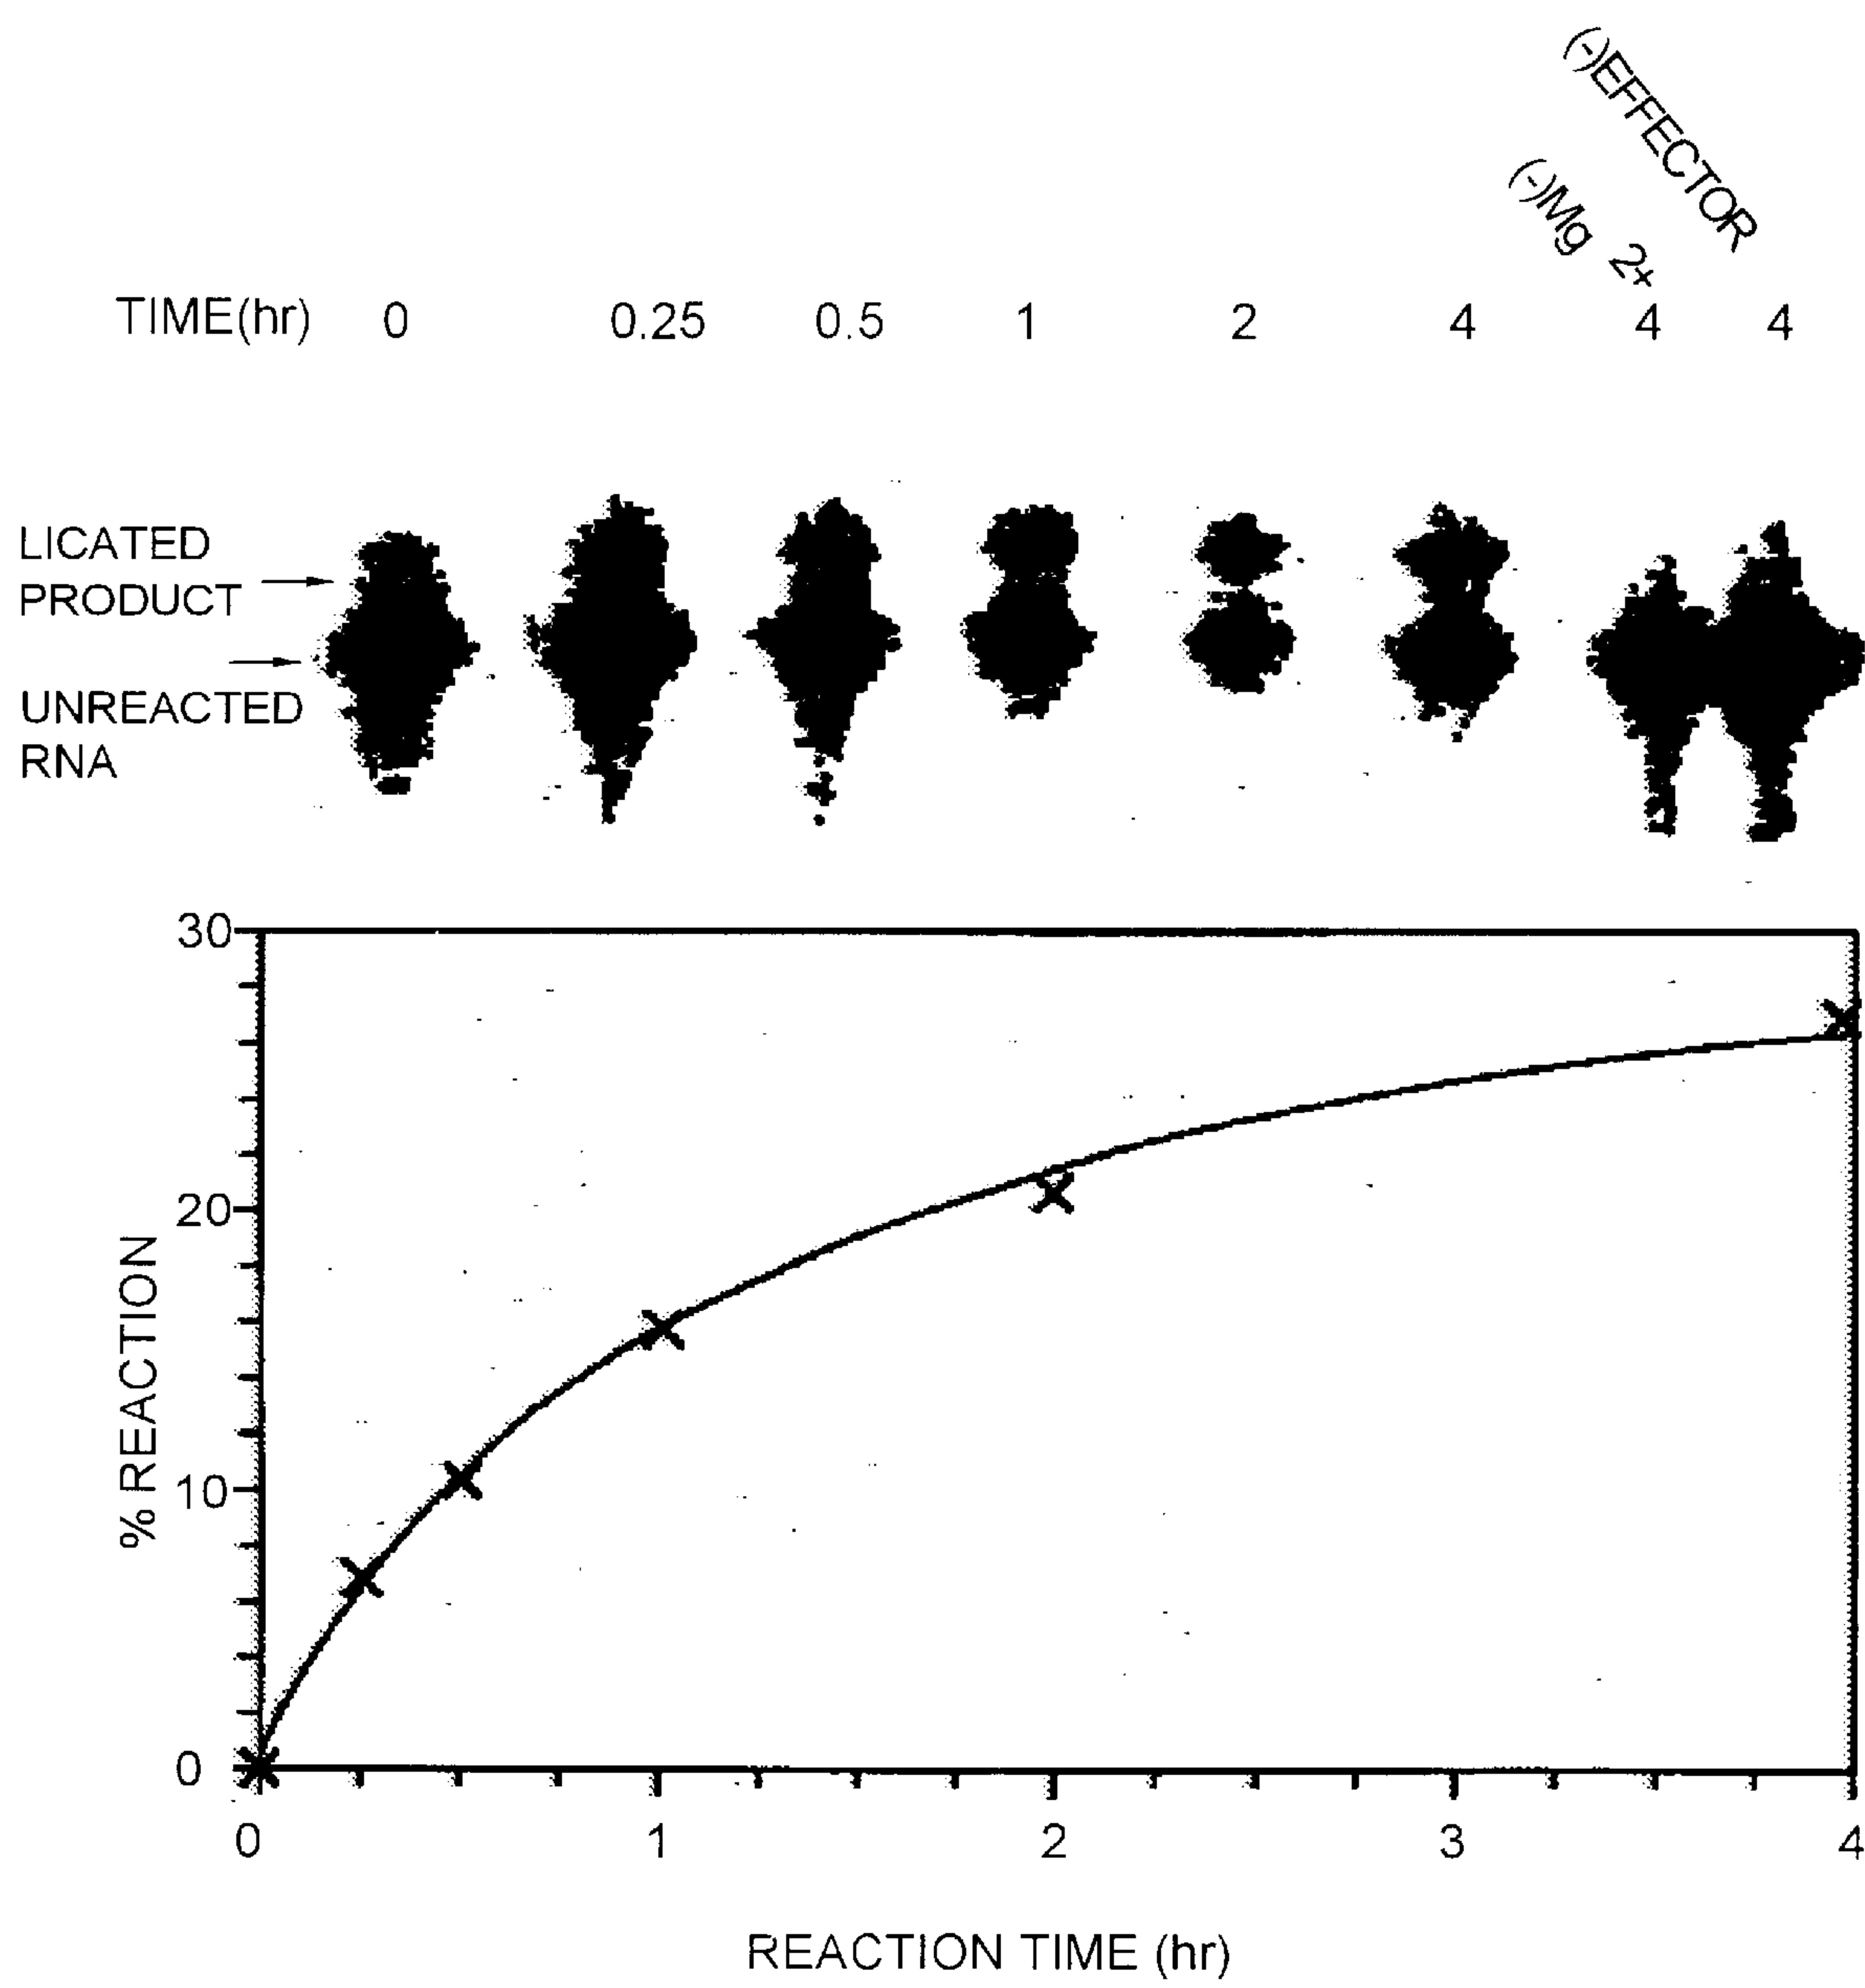 (-)EFFECTOR
(-)Mg 2+
TIME(hr) 0 0.25 0.5 1 2 4 4 4
LICATED
PRODUCT
UNREACTED
RNA
30
20
10
0
% REACTION
0 1 2 3 4
REACTION TIME (hr)